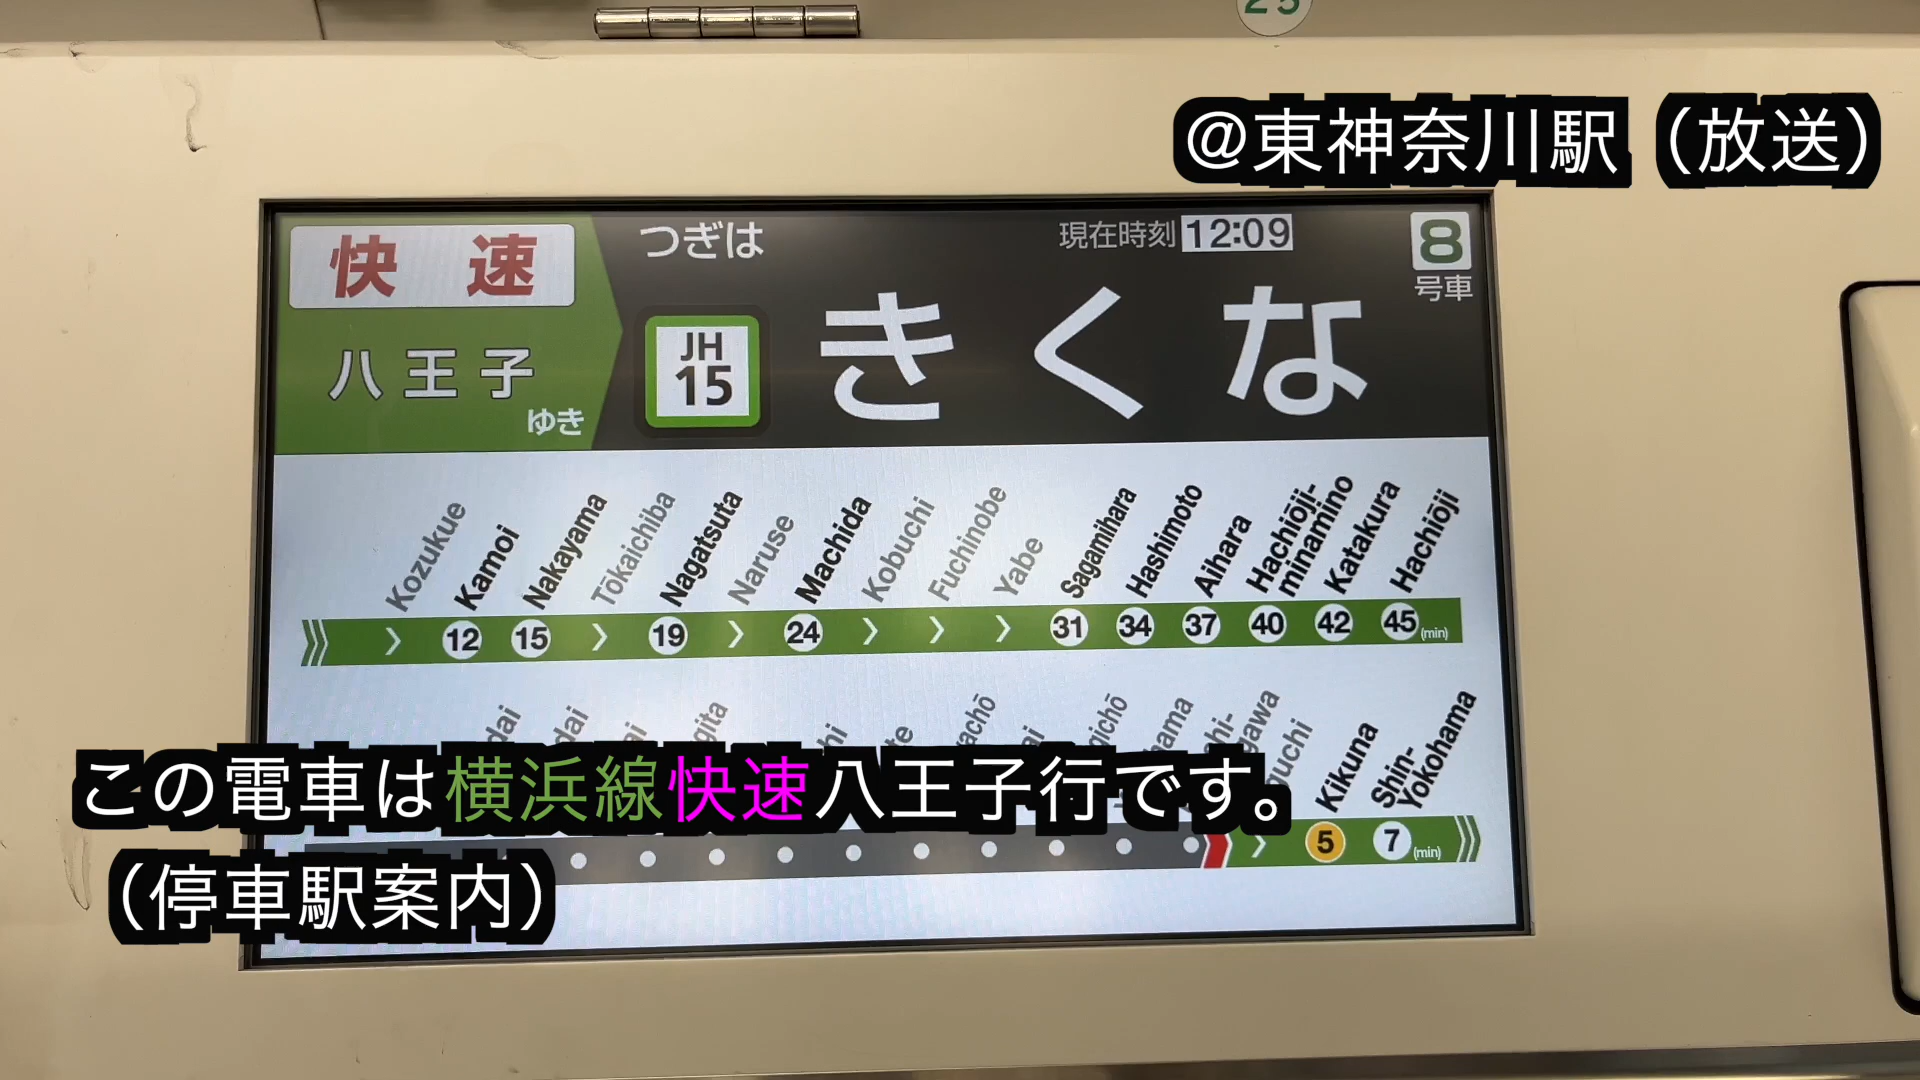 25
@東神奈川駅（放送）
快速
つぎは
現在時刻 12:09
8
号車
八王子
ゆき
JH
15
きくな
Kozukue
Kamoi
Nakayama
Tōkaichiba
Nagatsuta
Naruse
Machida
Kobuchi
Fuchinobe
Yabe
Sagamihara
Hashimoto
Aihara
Hachiōji-
minamino
Katakura
Hachiōji
12 15 19 24 31 34 37 40 42 45 (min)
Kikuna
Shin-
Yokohama
5 7 (min)
この電車は横浜線快速八王子行です。
（停車駅案内）